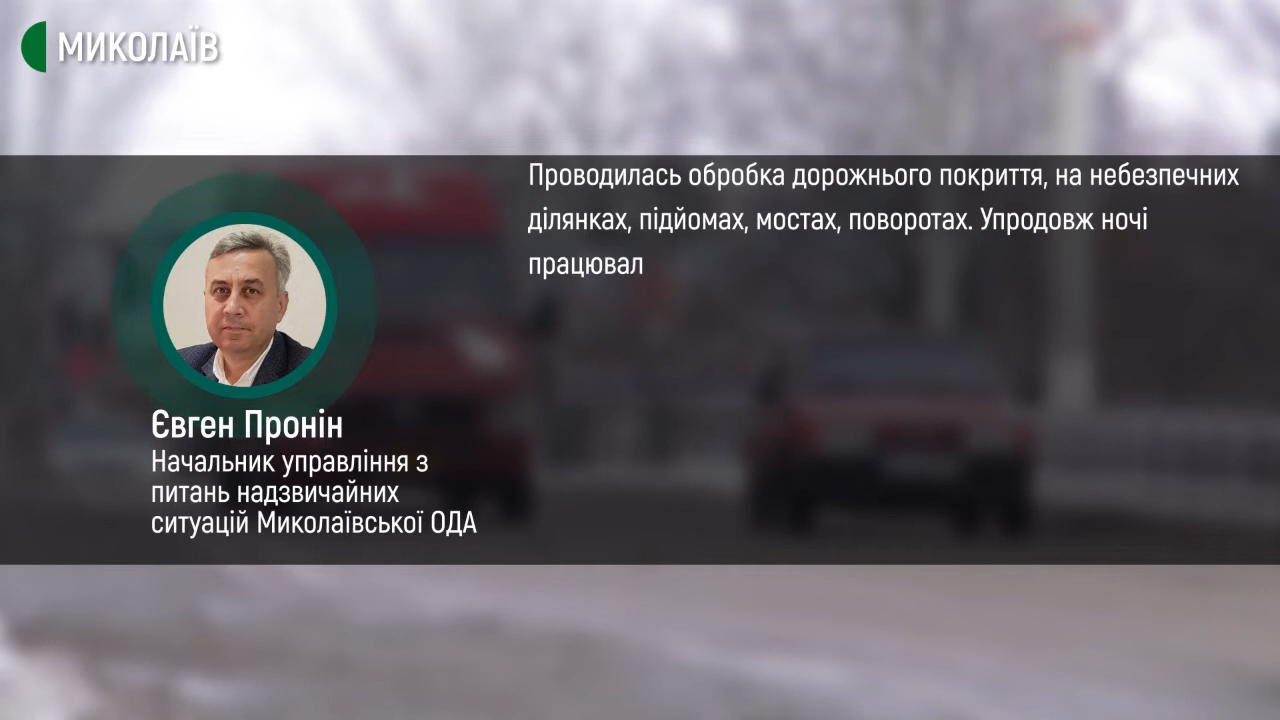 МИКОЛАЇВ
Проводилась обробка дорожнього покриття, на небезпечних
ділянках, підйомах, мостах, поворотах. Упродовж ночі
працювал
Євген Пронін
Начальник управління з
питань надзвичайних
ситуацій Миколаївської ОДА